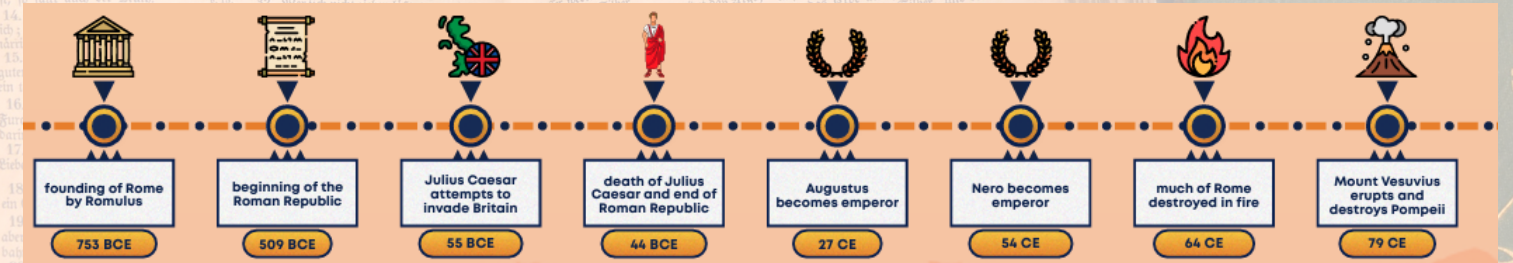 founding of Rome
by Romulus
753 BCE
beginning of the
Roman Republic
509 BCE
Julius Caesar
attempts to
invade Britain
55 BCE
death of Julius
Caesar and end of
Roman Republic
44 BCE
Augustus
becomes emperor
27 CE
Nero becomes
emperor
54 CE
much of Rome
destroyed in fire
64 CE
Mount Vesuvius
erupts and
destroys Pompeii
79 CE